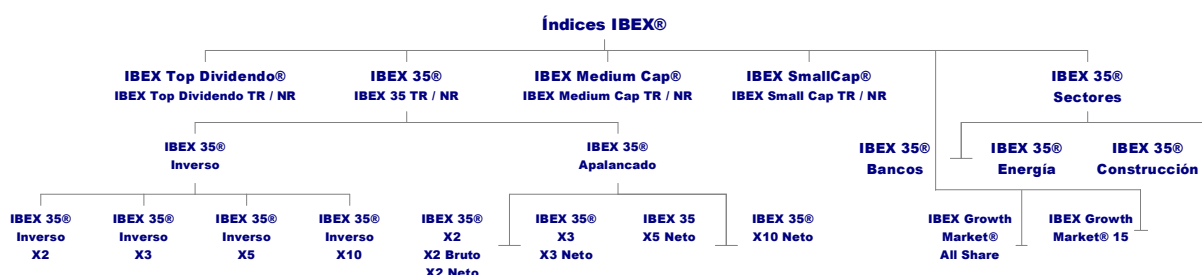 Índices IBEX®
IBEX Top Dividendo®
IBEX Top Dividendo TR / NR
IBEX 35®
IBEX 35 TR / NR
IBEX Medium Cap®
IBEX Medium Cap TR / NR
IBEX SmallCap®
IBEX Small Cap TR / NR
IBEX 35®
Sectores
IBEX 35®
Inverso
IBEX 35®
Apalancado
IBEX 35®
Bancos
IBEX 35®
Energía
IBEX 35®
Construcción
IBEX 35®
Inverso
X2
IBEX 35®
Inverso
X3
IBEX 35®
Inverso
X5
IBEX 35®
Inverso
X10
IBEX 35®
X2
X2 Bruto
X2 Neto
IBEX 35®
X3
X3 Neto
IBEX 35
X5 Neto
IBEX 35®
X10 Neto
IBEX Growth
Market®
All Share
IBEX Growth
Market® 15